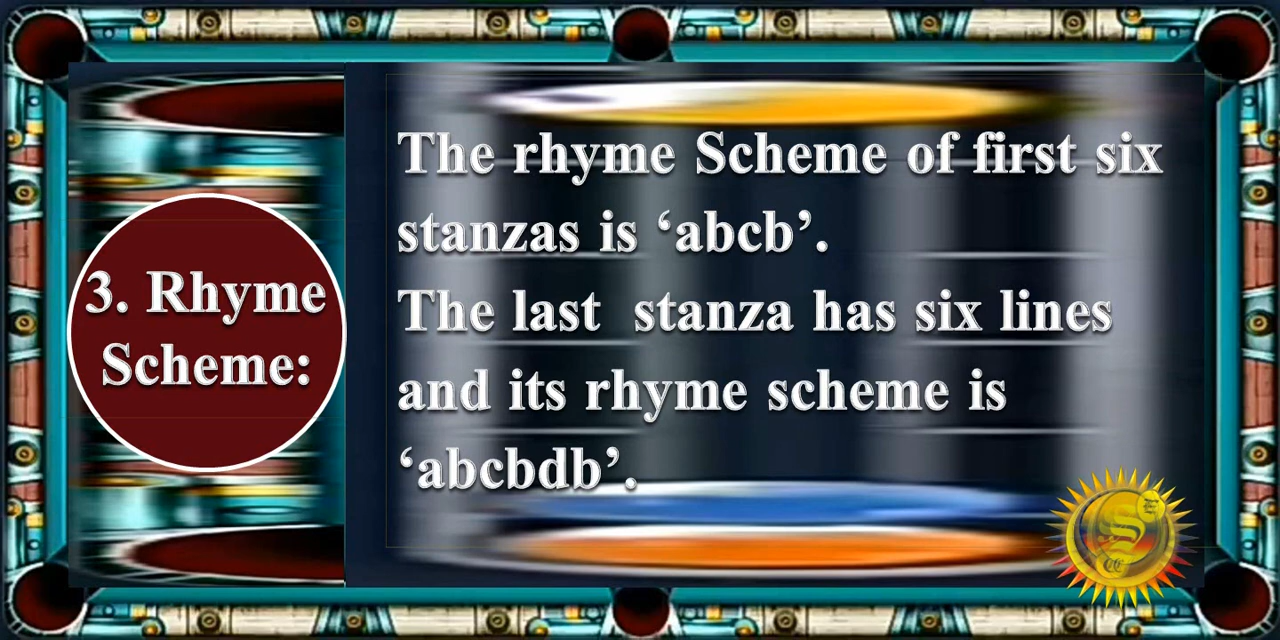 3. Rhyme
Scheme:
The rhyme Scheme of first six
stanzas is ‘abcb’.
The last stanza has six lines
and its rhyme scheme is
‘abcbdb’.